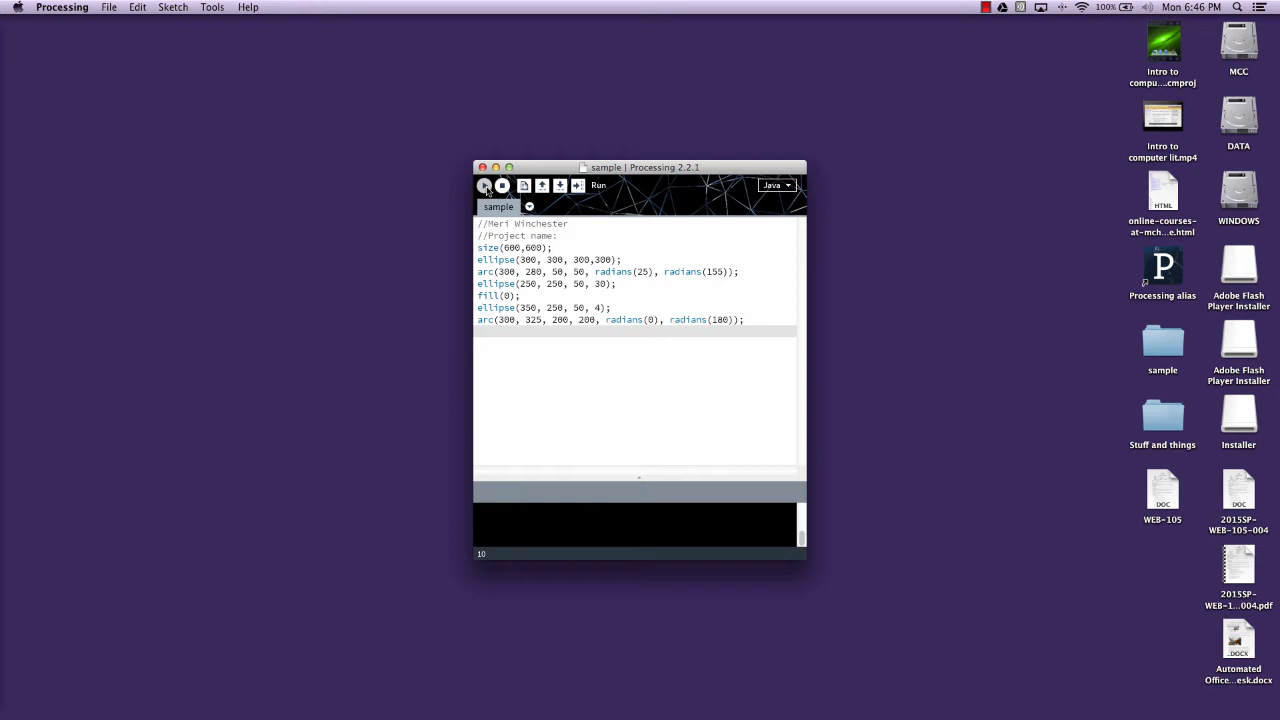 Processing File Edit Sketch Tools Help 100% Mon 6:46 PM
sample | Processing 2.2.1
Run Java
sample
//Meri Winchester
//Project name:
size(600,600);
ellipse(300, 300, 300,300);
arc(300, 280, 50, 50, radians(25), radians(155));
ellipse(250, 250, 50, 30);
fill(0);
ellipse(350, 250, 50, 4);
arc(300, 325, 200, 200, radians(0), radians(180));
10
Intro to
compu....cmproj
MCC
Intro to
computer lit.mp4
DATA
HTML
online-courses-
at-mch...e.html
WINDOWS
P
Processing alias
Adobe Flash
Player Installer
sample
Adobe Flash
Player Installer
Stuff and things
Installer
DOC
WEB-105
DOC
2015SP-
WEB-105-004
2015SP-
WEB-1...004.pdf
DOCX
Automated
Office...esk.docx